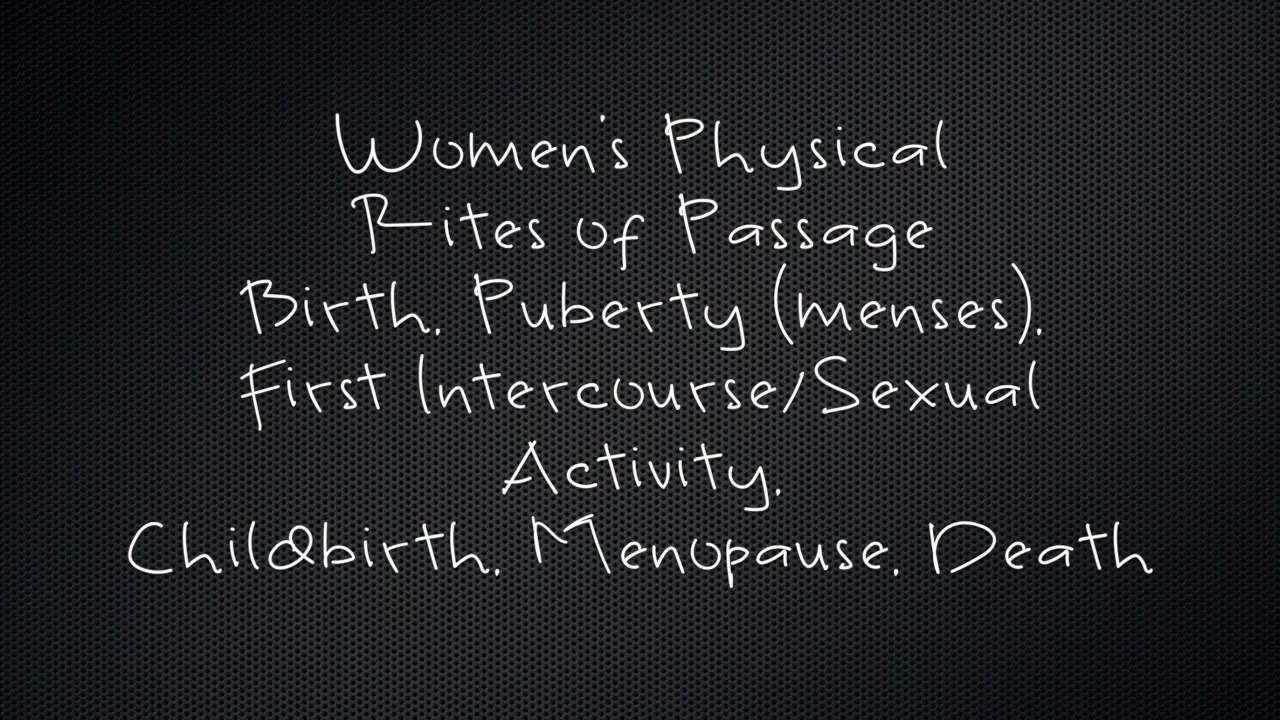 Women's Physical
Rites of Passage
Birth, Puberty (menses),
First Intercourse/Sexual
Activity,
Childbirth, Menopause, Death